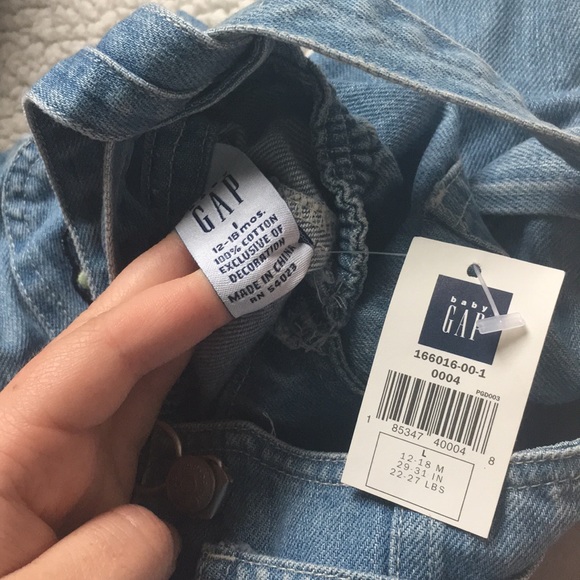 GAP
12-18 mos.
100% COTTON
EXCLUSIVE OF
DECORATION
MADE IN CHINA
RN 54023
baby
GAP
166016-00-1
0004
PGD003
1 85347 40004 8
L
12-18 M
29-31 IN
22-27 LBS